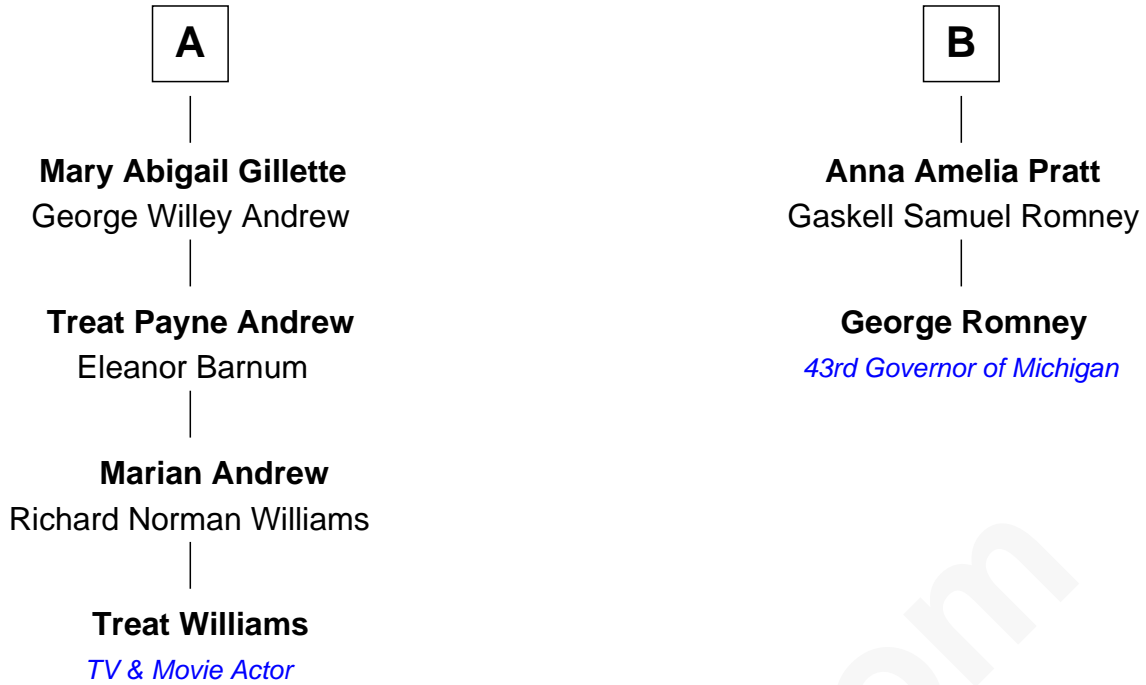 A
Mary Abigail Gillette
George Willey Andrew
Treat Payne Andrew
Eleanor Barnum
Marian Andrew
Richard Norman Williams
Treat Williams
TV & Movie Actor
B
Anna Amelia Pratt
Gaskell Samuel Romney
George Romney
43rd Governor of Michigan
om